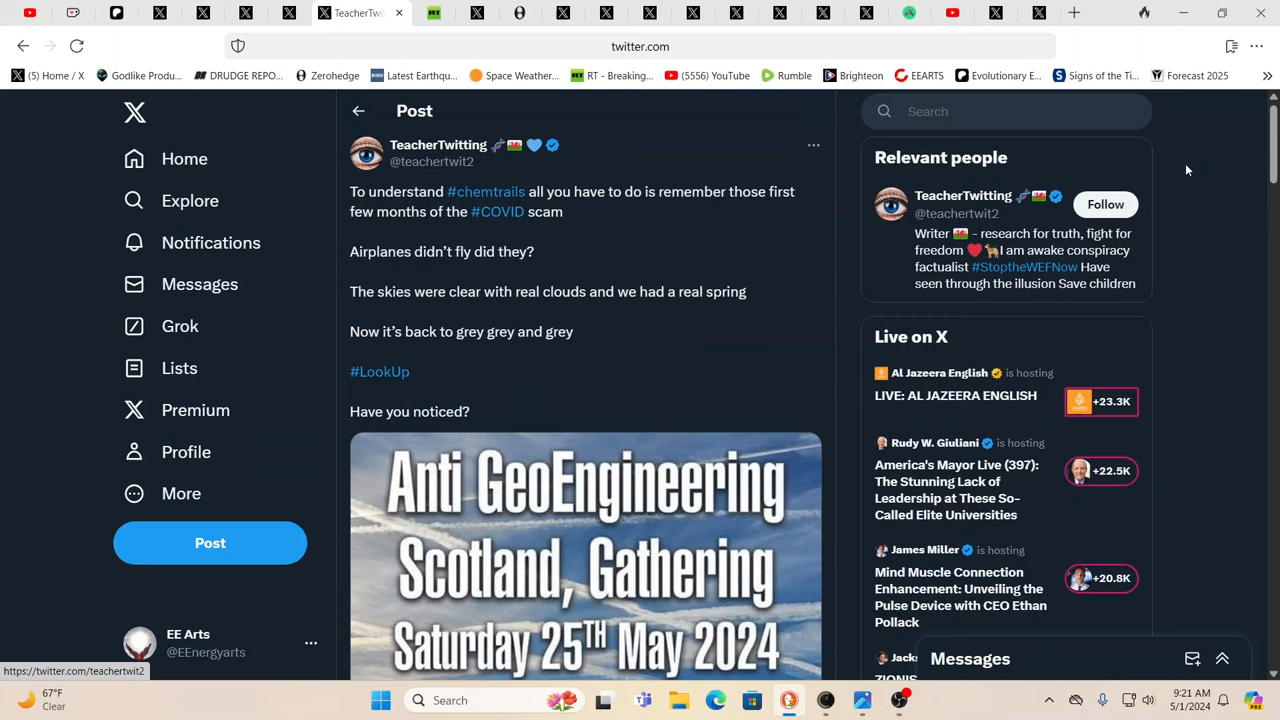 TeacherTwit
twitter.com
(5) Home / X
Godlike Produ...
DRUDGE REPO...
Zerohedge
Latest Earthqu...
Space Weather...
RT - Breaking...
(5556) YouTube
Rumble
Brighteon
EEARTS
Evolutionary E...
Signs of the Ti...
Forecast 2025
Home
Explore
Notifications
Messages
Grok
Lists
Premium
Profile
More
Post
EE Arts
@EEnergyarts
https://twitter.com/teachertwit2
Post
TeacherTwitting
@teachertwit2
To understand #chemtrails all you have to do is remember those first
few months of the #COVID scam
Airplanes didn’t fly did they?
The skies were clear with real clouds and we had a real spring
Now it’s back to grey grey and grey
#LookUp
Have you noticed?
Anti GeoEngineering
Scotland, Gathering
Saturday 25TH May 2024
Search
Relevant people
TeacherTwitting
@teachertwit2
Follow
Writer - research for truth, fight for
freedom I am awake conspiracy
factualist #StoptheWEFNow Have
seen through the illusion Save children
Live on X
Al Jazeera English is hosting
LIVE: AL JAZEERA ENGLISH
+23.3K
Rudy W. Giuliani is hosting
America's Mayor Live (397):
The Stunning Lack of
Leadership at These So-
Called Elite Universities
+22.5K
James Miller is hosting
Mind Muscle Connection
Enhancement: Unveiling the
Pulse Device with CEO Ethan
Pollack
+20.8K
Messages
67°F
Clear
Search
9:21 AM
5/1/2024